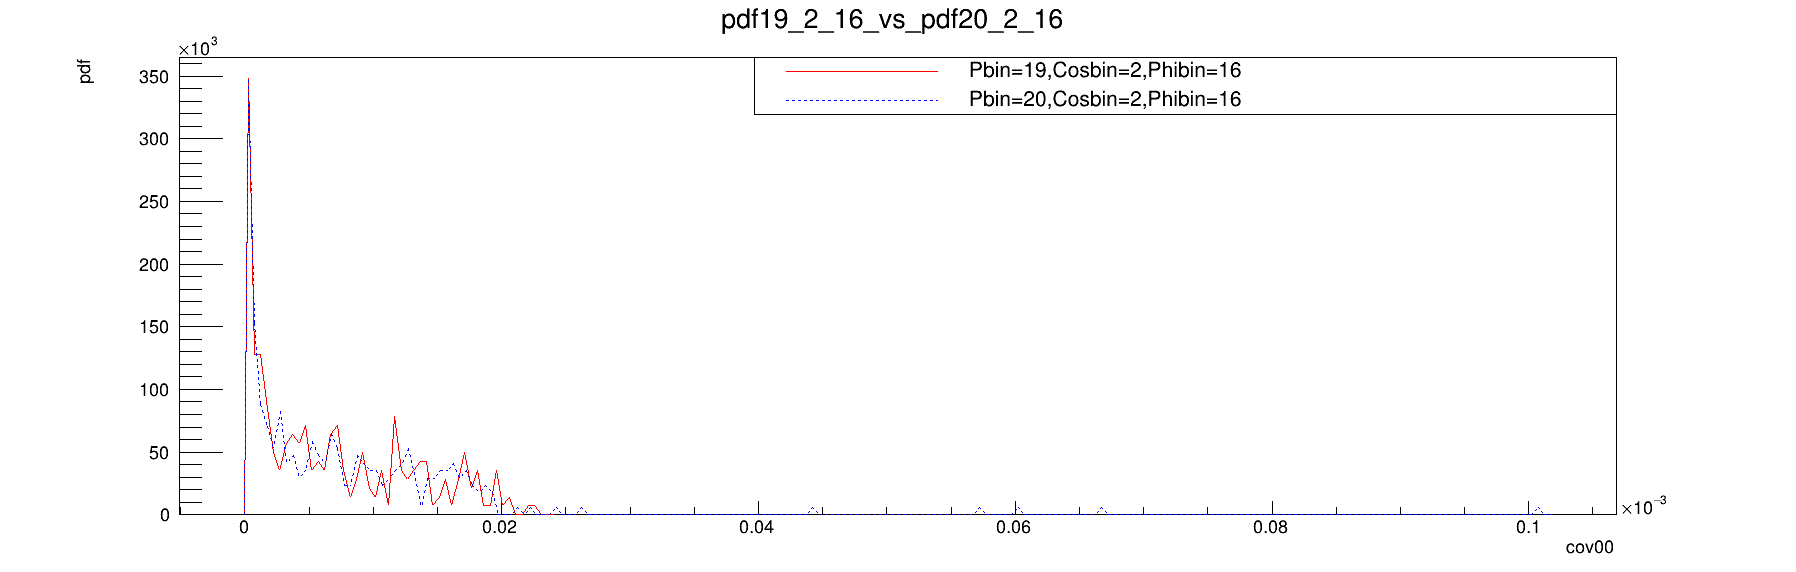 pdf19_2_16_vs_pdf20_2_16
×10³
pdf
Pbin=19,Cosbin=2,Phibin=16
Pbin=20,Cosbin=2,Phibin=16
350
300
250
200
150
100
50
0
0 0.02 0.04 0.06 0.08 0.1
×10⁻³
cov00